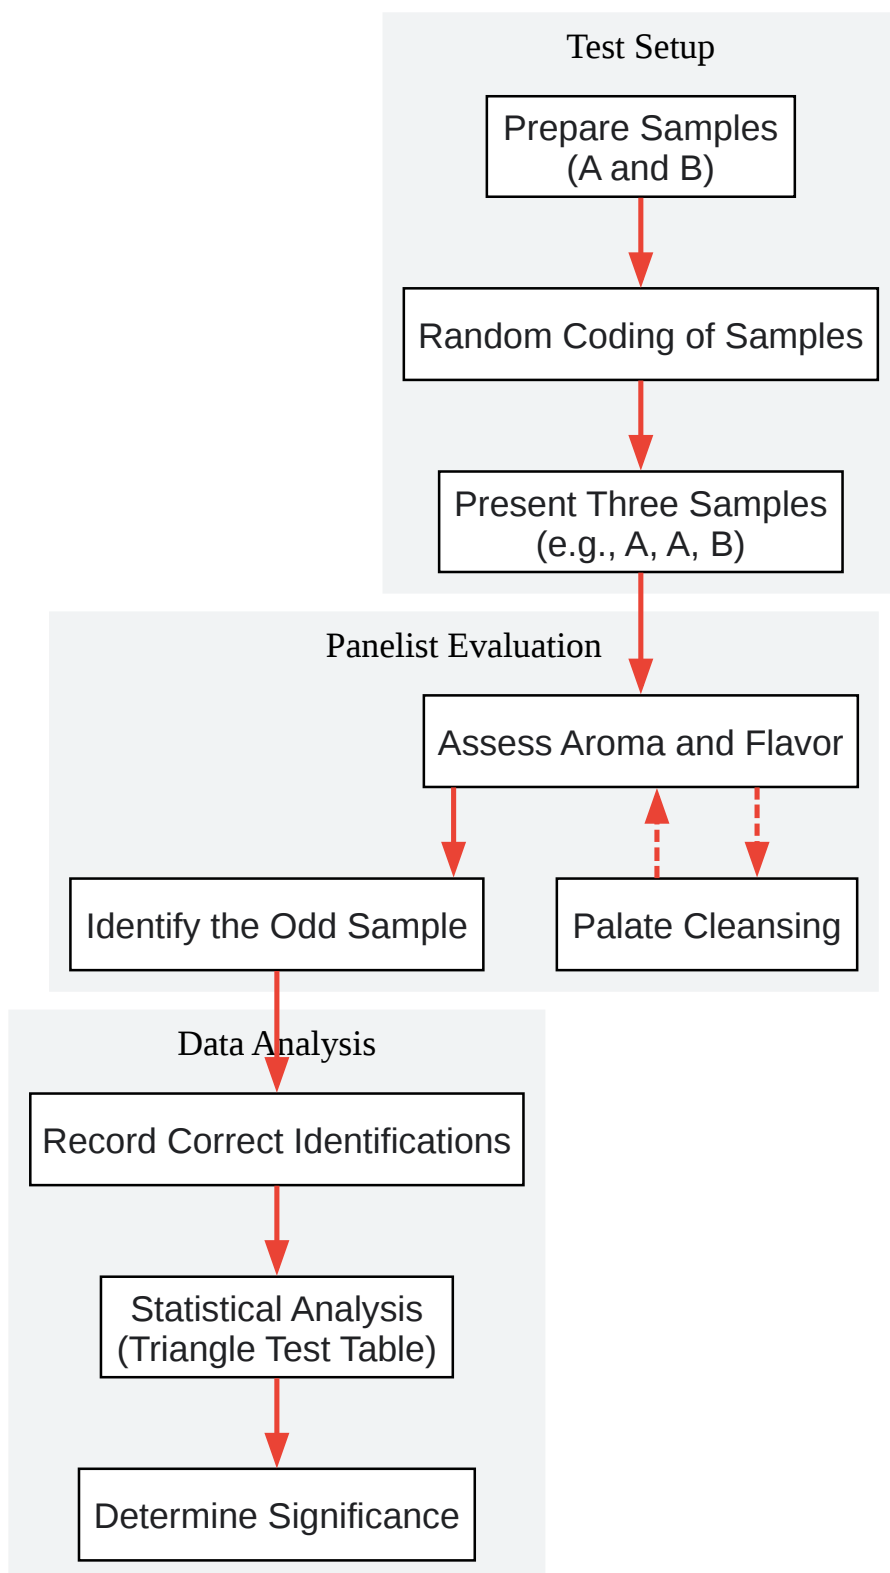 Test Setup
Prepare Samples
(A and B)
Random Coding of Samples
Present Three Samples
(e.g., A, A, B)
Panelist Evaluation
Assess Aroma and Flavor
Identify the Odd Sample
Palate Cleansing
Data Analysis
Record Correct Identifications
Statistical Analysis
(Triangle Test Table)
Determine Significance